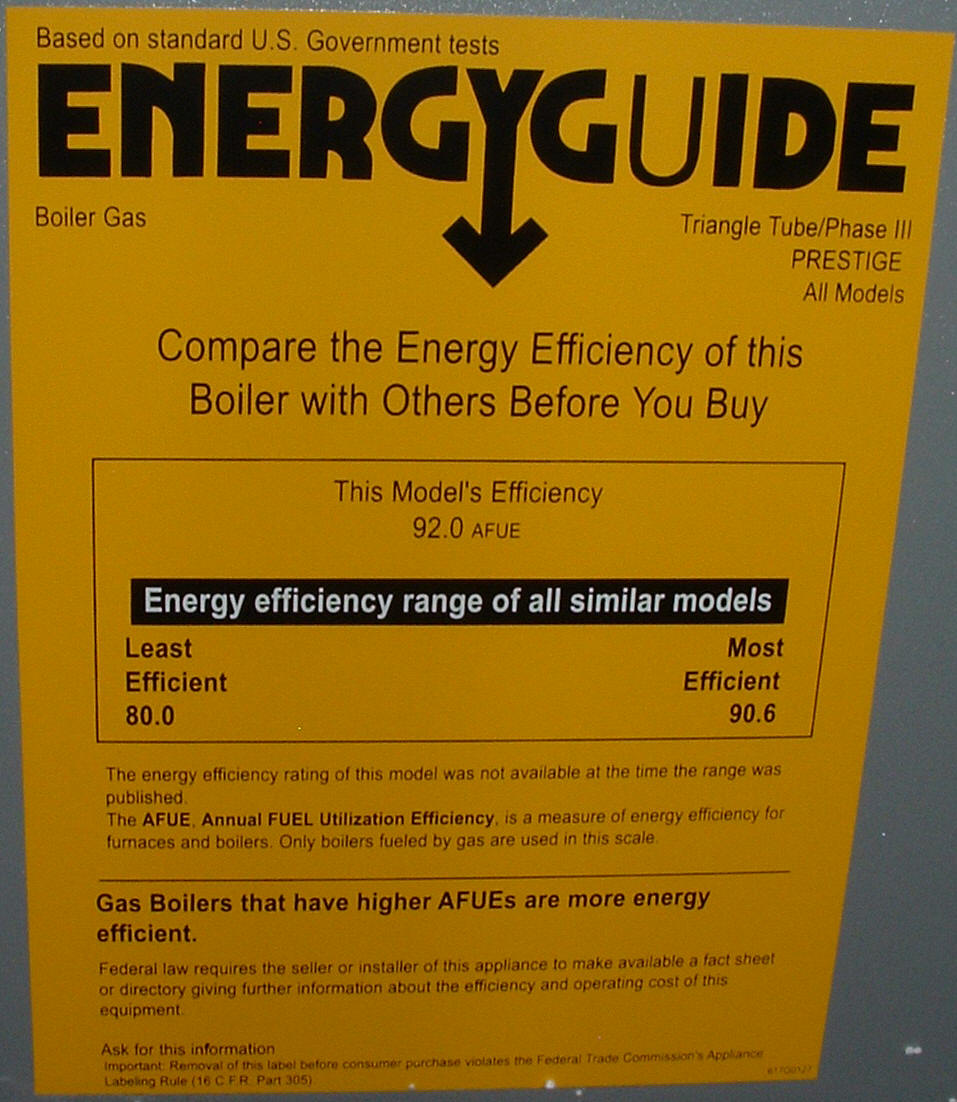 Based on standard U.S. Government tests
ENERGYGUIDE
Boiler Gas
Triangle Tube/Phase III
PRESTIGE
All Models
Compare the Energy Efficiency of this
Boiler with Others Before You Buy
This Model's Efficiency
92.0 AFUE
Energy efficiency range of all similar models
Least
Efficient
80.0
Most
Efficient
90.6
The energy efficiency rating of this model was not available at the time the range was
published.
The AFUE, Annual FUEL Utilization Efficiency, is a measure of energy efficiency for
furnaces and boilers. Only boilers fueled by gas are used in this scale.
Gas Boilers that have higher AFUEs are more energy
efficient.
Federal law requires the seller or installer of this appliance to make available a fact sheet
or directory giving further information about the efficiency and operating cost of this
equipment.
Ask for this information
Important: Removal of this label before consumer purchase violates the Federal Trade Commission's Appliance
Labeling Rule (16 C.F.R. Part 305)